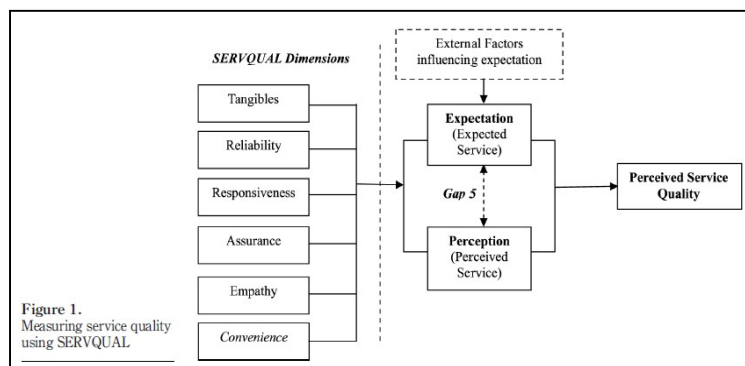 SERVQUAL Dimensions
Tangibles
Reliability
Responsiveness
Assurance
Empathy
Convenience
External Factors
influencing expectation
Expectation
(Expected
Service)
Gap 5
Perception
(Perceived
Service)
Perceived Service
Quality
Figure 1.
Measuring service quality
using SERVQUAL